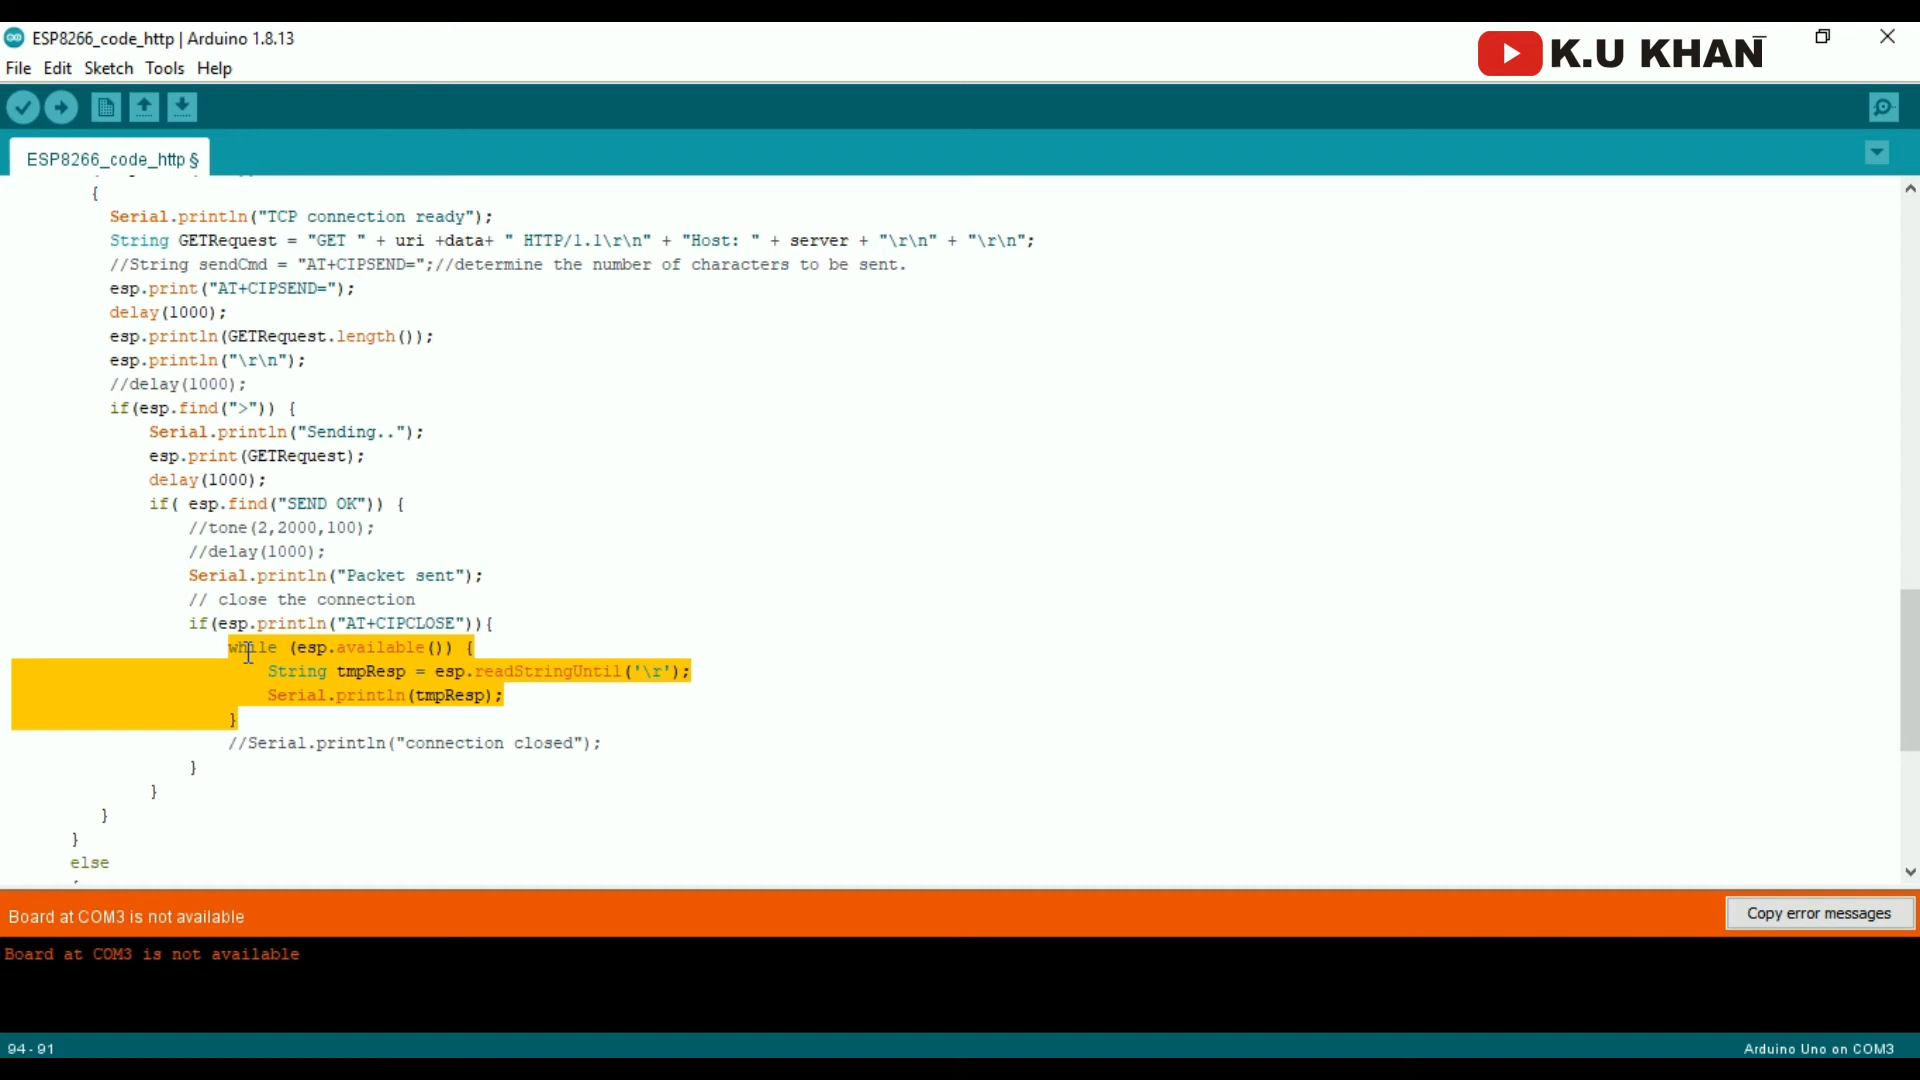 ESP8266_code_http | Arduino 1.8.13
K.U KHAN
File Edit Sketch Tools Help
ESP8266_code_http §
{
Serial.println("TCP connection ready");
String GETRequest = "GET " + uri +data+ " HTTP/1.1\r\n" + "Host: " + server + "\r\n" + "\r\n";
//String sendCmd = "AT+CIPSEND=";//determine the number of characters to be sent.
esp.print("AT+CIPSEND=");
delay(1000);
esp.println(GETRequest.length());
esp.println("\r\n");
//delay(1000);
if(esp.find(">")) {
Serial.println("Sending..");
esp.print(GETRequest);
delay(1000);
if( esp.find("SEND OK")) {
//tone(2,2000,100);
//delay(1000);
Serial.println("Packet sent");
// close the connection
if(esp.println("AT+CIPCLOSE")){
while (esp.available()) {
String tmpResp = esp.readStringUntil('\r');
Serial.println(tmpResp);
}
//Serial.println("connection closed");
}
}
}
}
else
Board at COM3 is not available
Copy error messages
Board at COM3 is not available
94 - 91
Arduino Uno on COM3